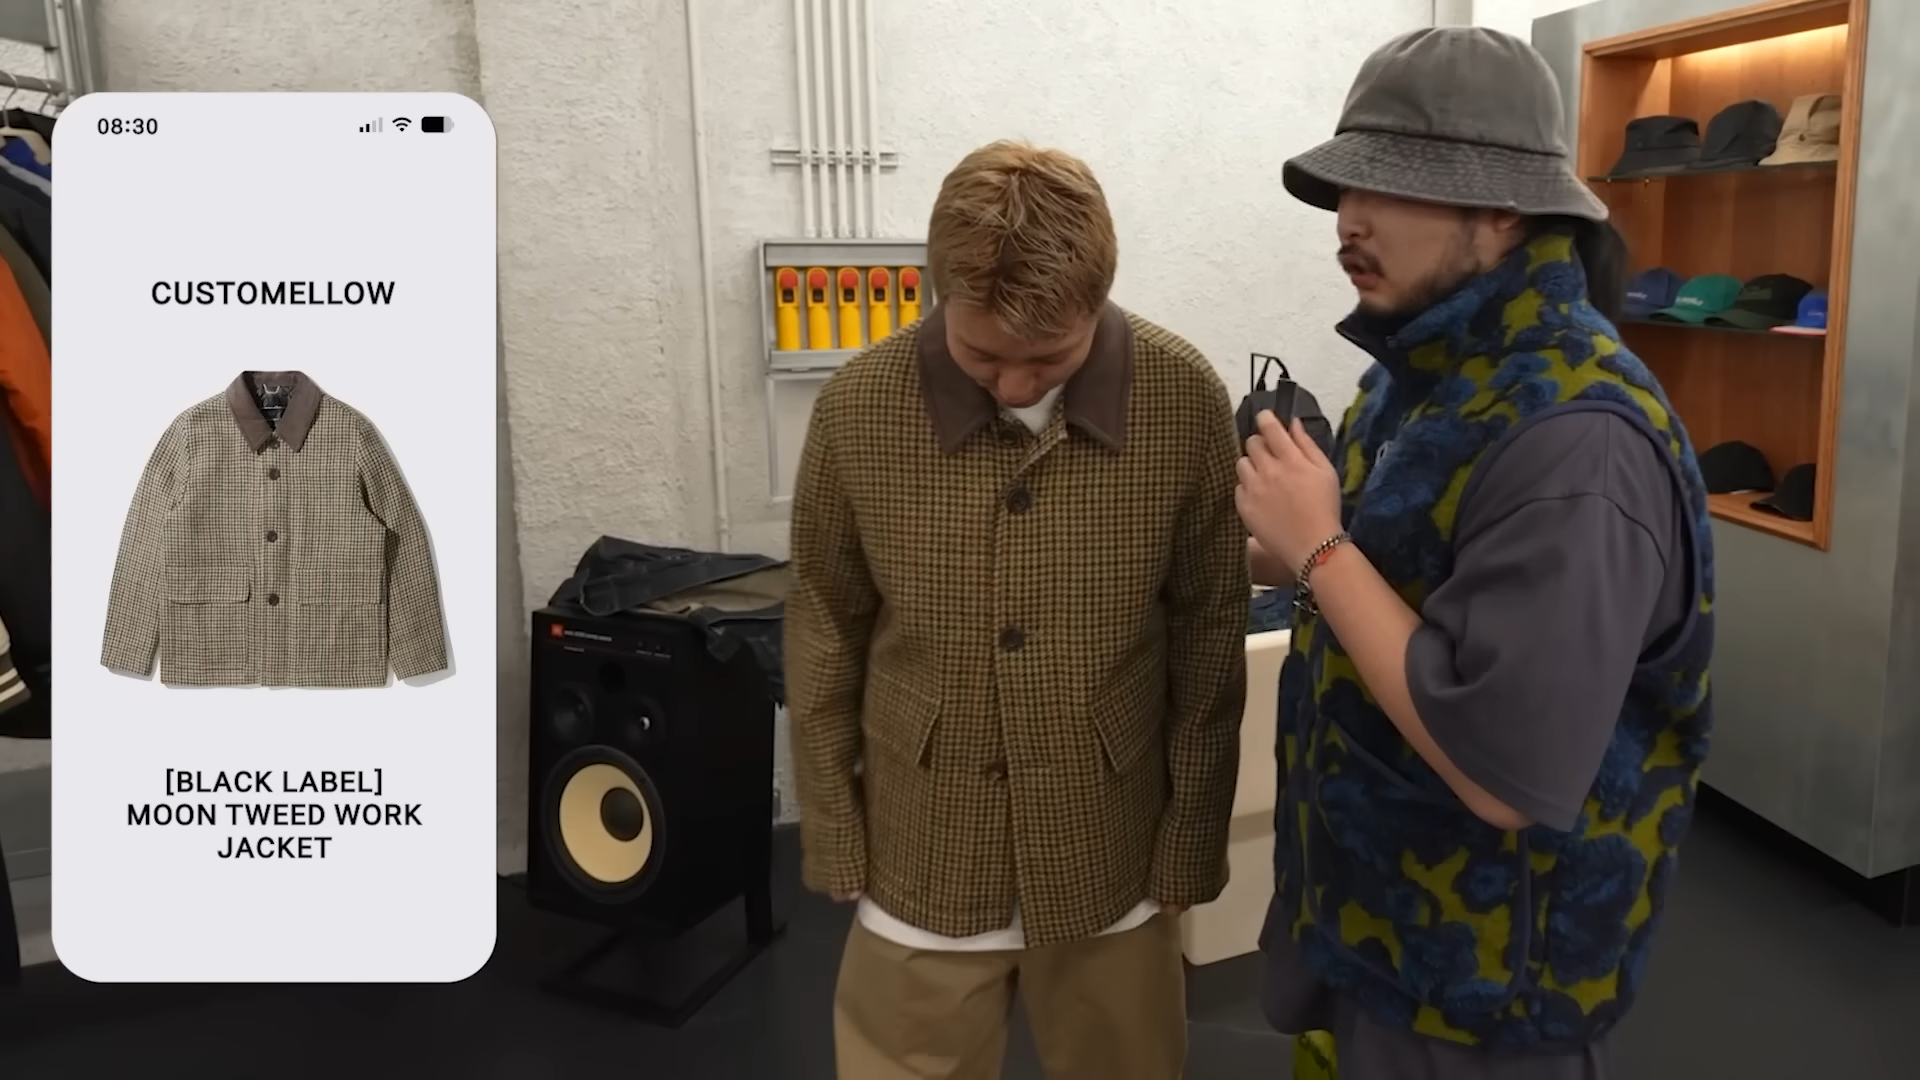 08:30
CUSTOMELLOW
[BLACK LABEL]
MOON TWEED WORK
JACKET